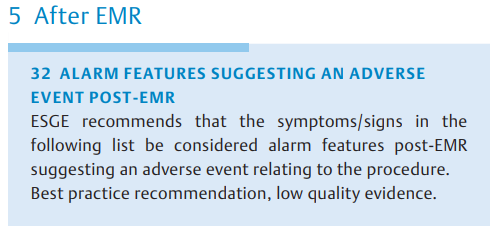 5 After EMR
32 ALARM FEATURES SUGGESTING AN ADVERSE
EVENT POST-EMR
ESGE recommends that the symptoms/signs in the
following list be considered alarm features post-EMR
suggesting an adverse event relating to the procedure.
Best practice recommendation, low quality evidence.